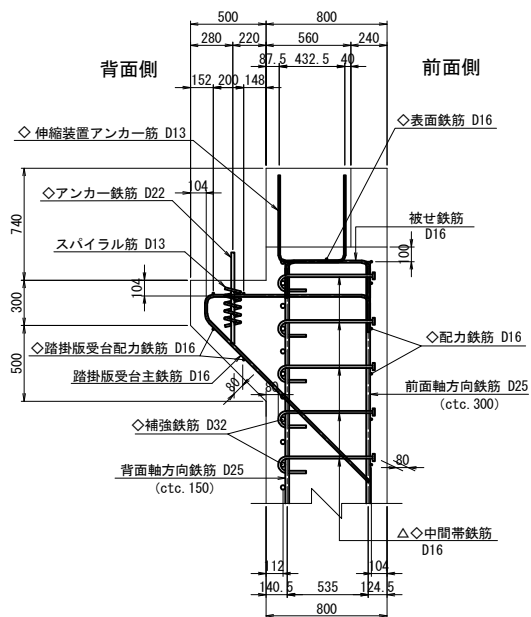 500
800
280
220
560
240
87.5
432.5
40
152
200
148
背面側
前面側
◇表面鉄筋 D16
◇伸縮装置アンカー筋 D13
104
◇アンカー鉄筋 D22
被せ鉄筋
D16
740
100
スパイラル筋 D13
104
300
◇配力鉄筋 D16
◇踏掛版受台配力鉄筋 D16
500
踏掛版受台主鉄筋 D16
80
80
前面軸方向鉄筋 D25
(ctc.300)
◇補強鉄筋 D32
80
背面軸方向鉄筋 D25
(ctc.150)
△◇中間帯鉄筋
D16
112
104
140.5
535
124.5
800